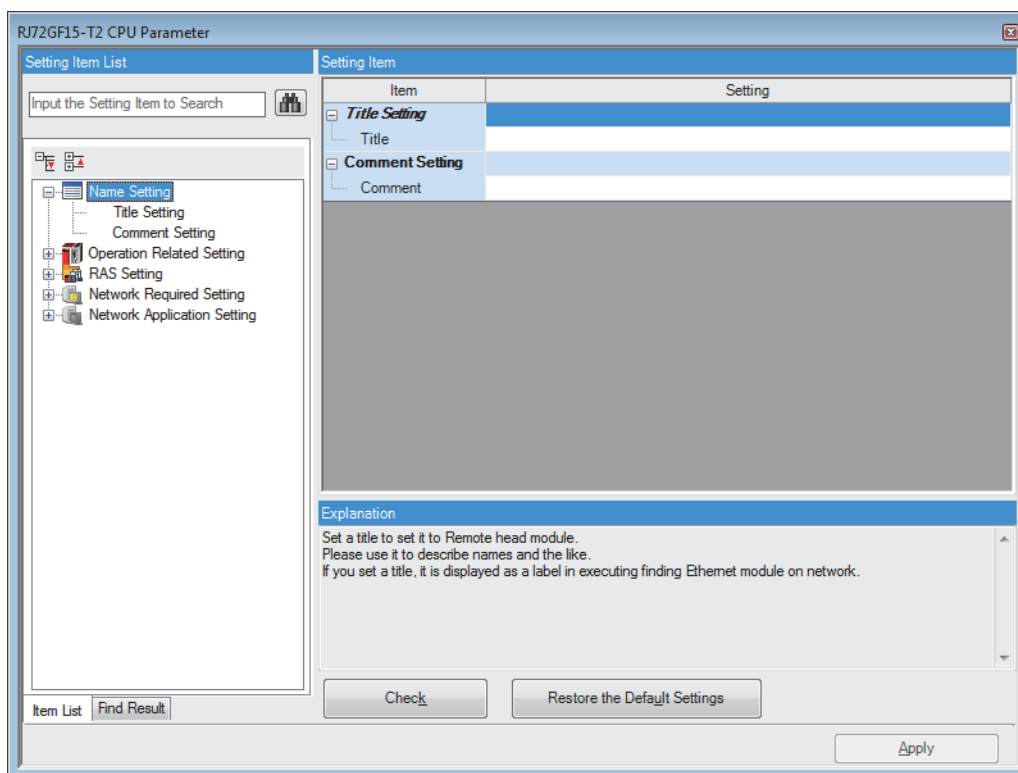 RJ72GF15-T2 CPU Parameter
Setting Item List
Input the Setting Item to Search
Name Setting
Title Setting
Comment Setting
Operation Related Setting
RAS Setting
Network Required Setting
Network Application Setting
Item List
Find Result
Setting Item
Item
Setting
Title Setting
Title
Comment Setting
Comment
Explanation
Set a title to set it to Remote head module.
Please use it to describe names and the like.
If you set a title, it is displayed as a label in executing finding Ethernet module on network.
Check
Restore the Default Settings
Apply